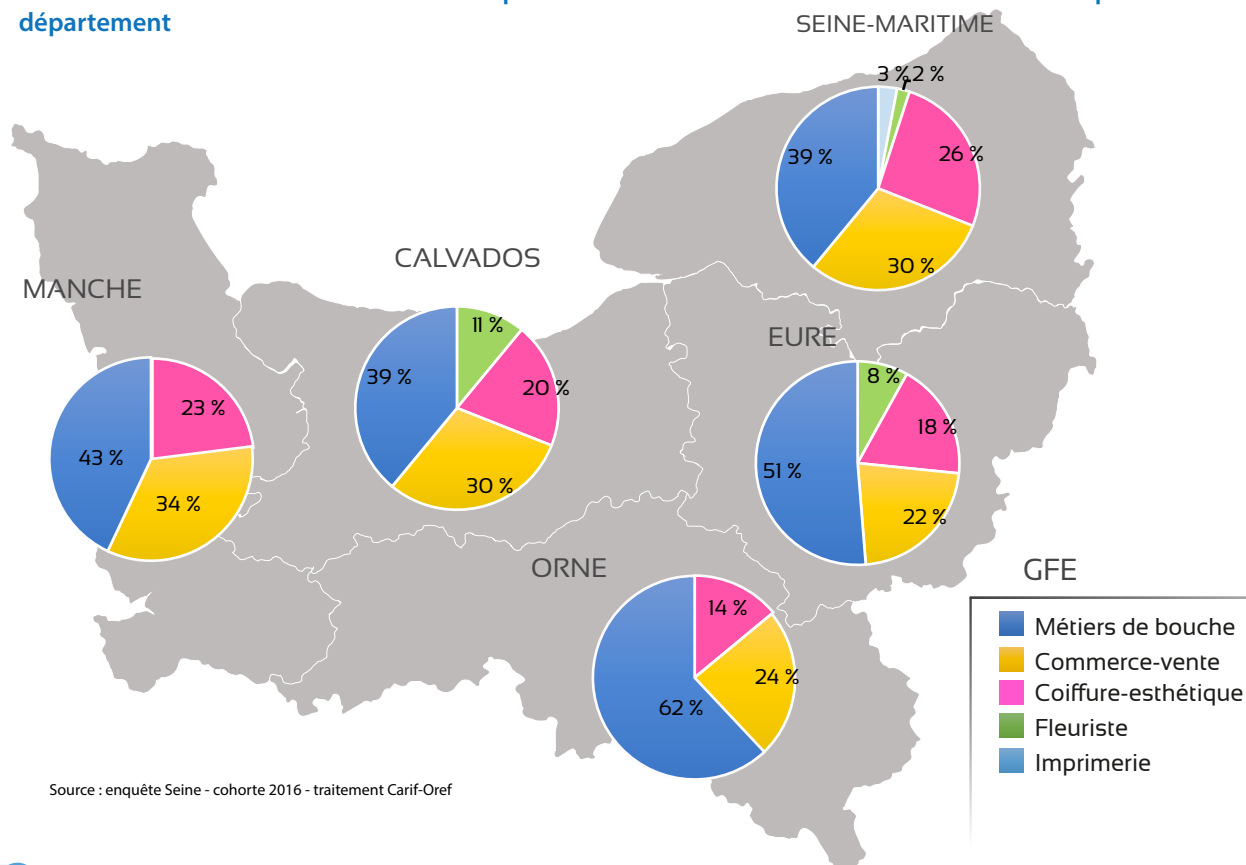 département
SEINE-MARITIME
3 % 2 %
39 %
26 %
30 %
CALVADOS
11 %
39 %
20 %
30 %
MANCHE
23 %
43 %
34 %
EURE
8 %
18 %
51 %
22 %
ORNE
14 %
24 %
62 %
GFE
Métiers de bouche
Commerce-vente
Coiffure-esthétique
Fleuriste
Imprimerie
Source : enquête Seine - cohorte 2016 - traitement Carif-Oref